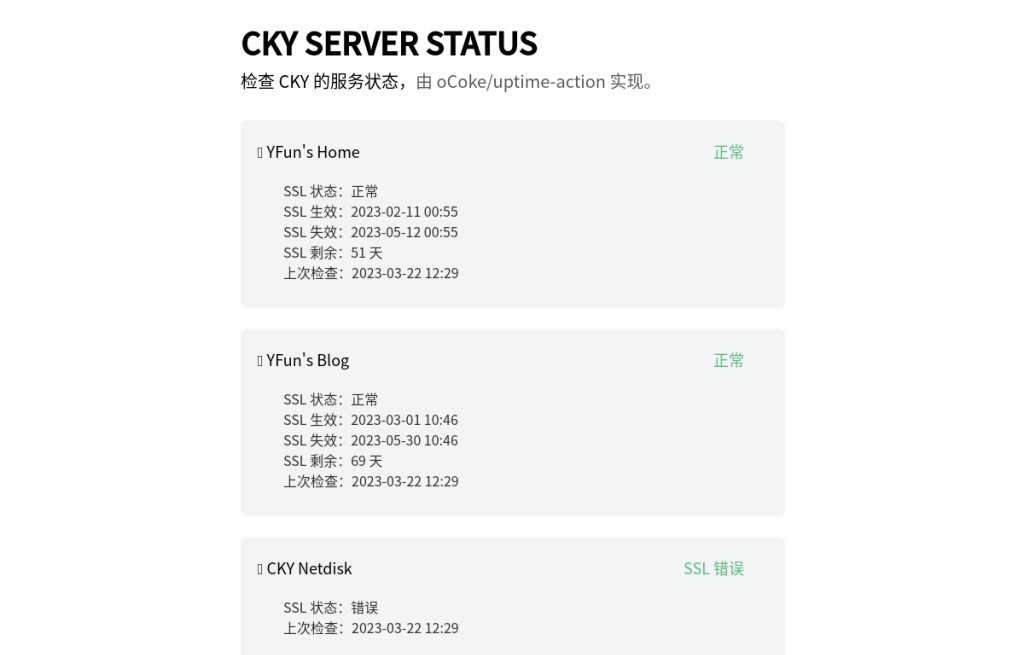 CKY SERVER STATUS
检查 CKY 的服务状态，由 oCoke/uptime-action 实现。
YFun's Home
正常
SSL 状态：正常
SSL 生效：2023-02-11 00:55
SSL 失效：2023-05-12 00:55
SSL 剩余：51 天
上次检查：2023-03-22 12:29
YFun's Blog
正常
SSL 状态：正常
SSL 生效：2023-03-01 10:46
SSL 失效：2023-05-30 10:46
SSL 剩余：69 天
上次检查：2023-03-22 12:29
CKY Netdisk
SSL 错误
SSL 状态：错误
上次检查：2023-03-22 12:29